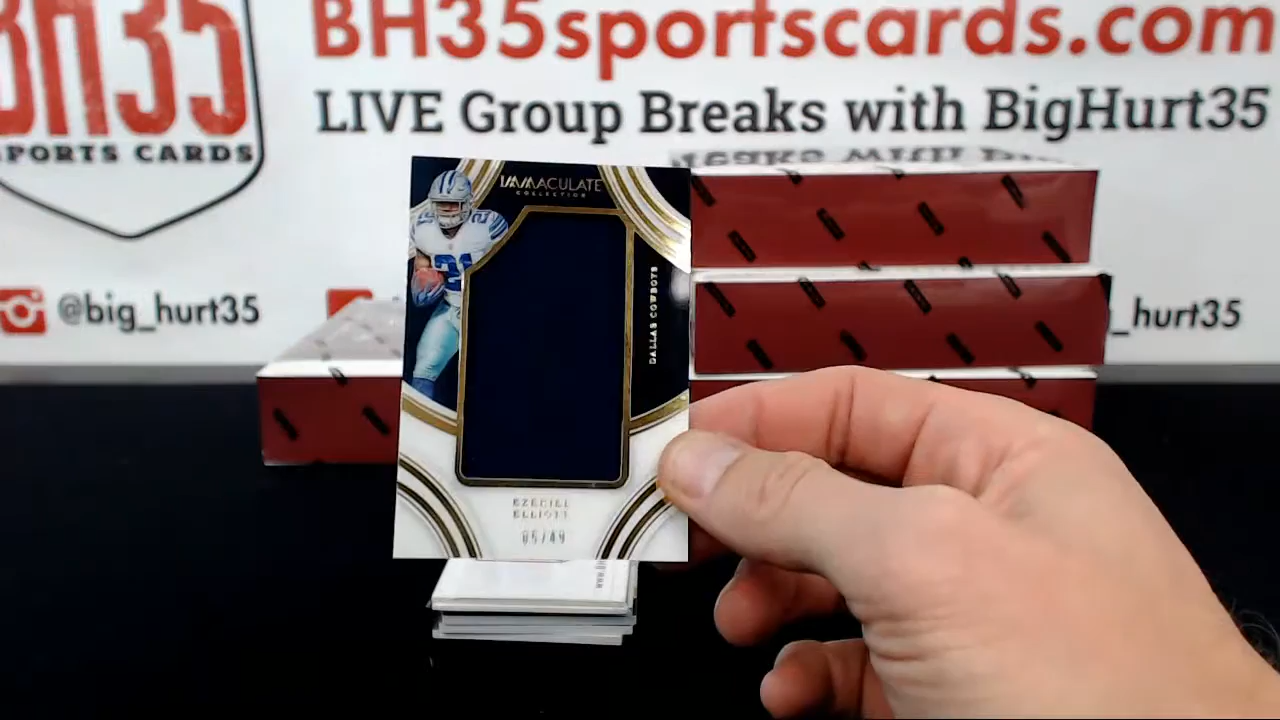 BH35
SPORTS CARDS
BH35sportscards.com
LIVE Group Breaks with BigHurt35
@big_hurt35
_hurt35
IMMACULATE
COLLECTION
21
DALLAS COWBOYS
EZEKIEL
ELLIOTT
05/49